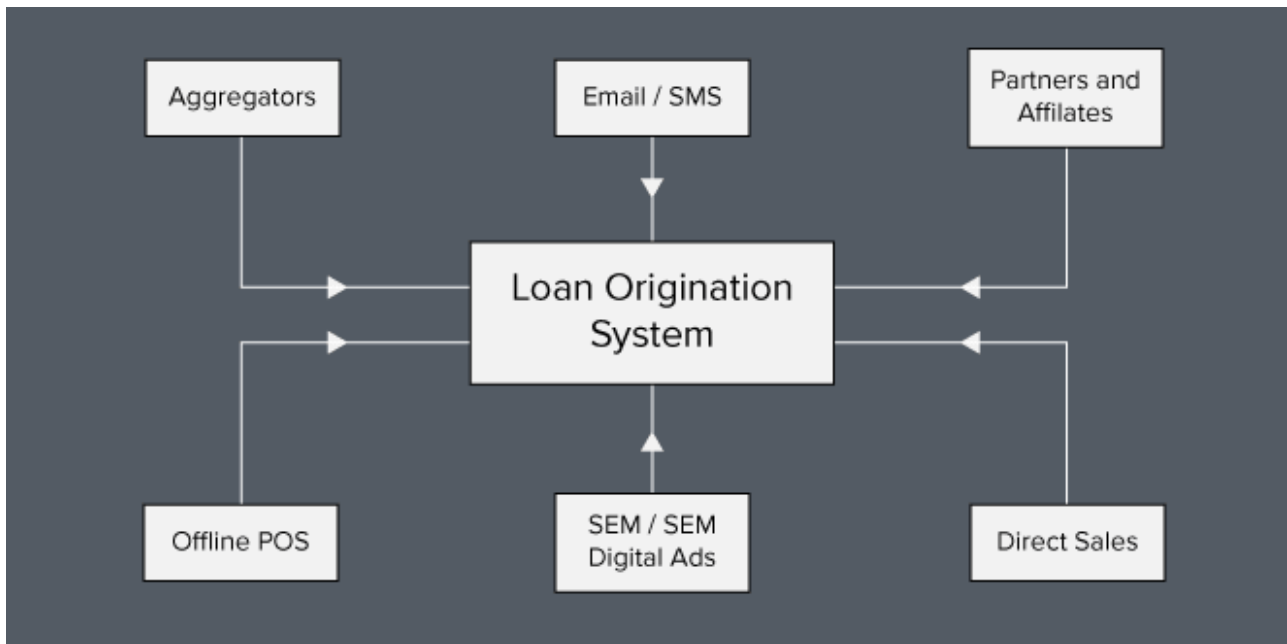 Aggregators
Email / SMS
Partners and
Affilates
Loan Origination
System
Offline POS
SEM / SEM
Digital Ads
Direct Sales